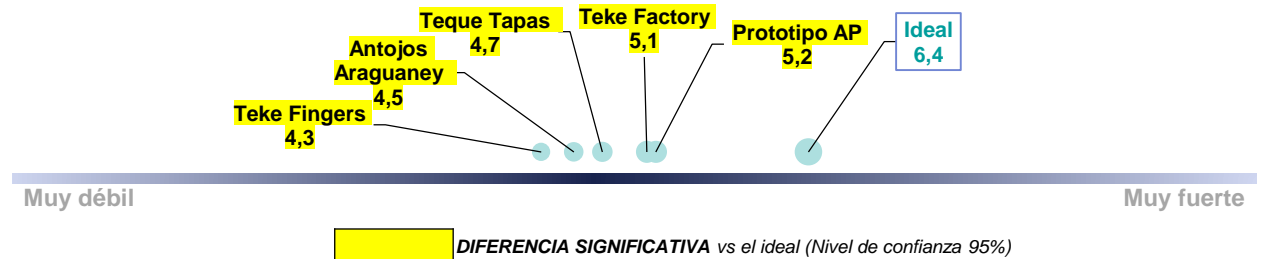 Teke Fingers
4,3
Antojos
Araguaney
4,5
Teque Tapas
4,7
Teke Factory
5,1
Prototipo AP
5,2
Ideal
6,4
Muy débil
Muy fuerte
DIFERENCIA SIGNIFICATIVA vs el ideal (Nivel de confianza 95%)